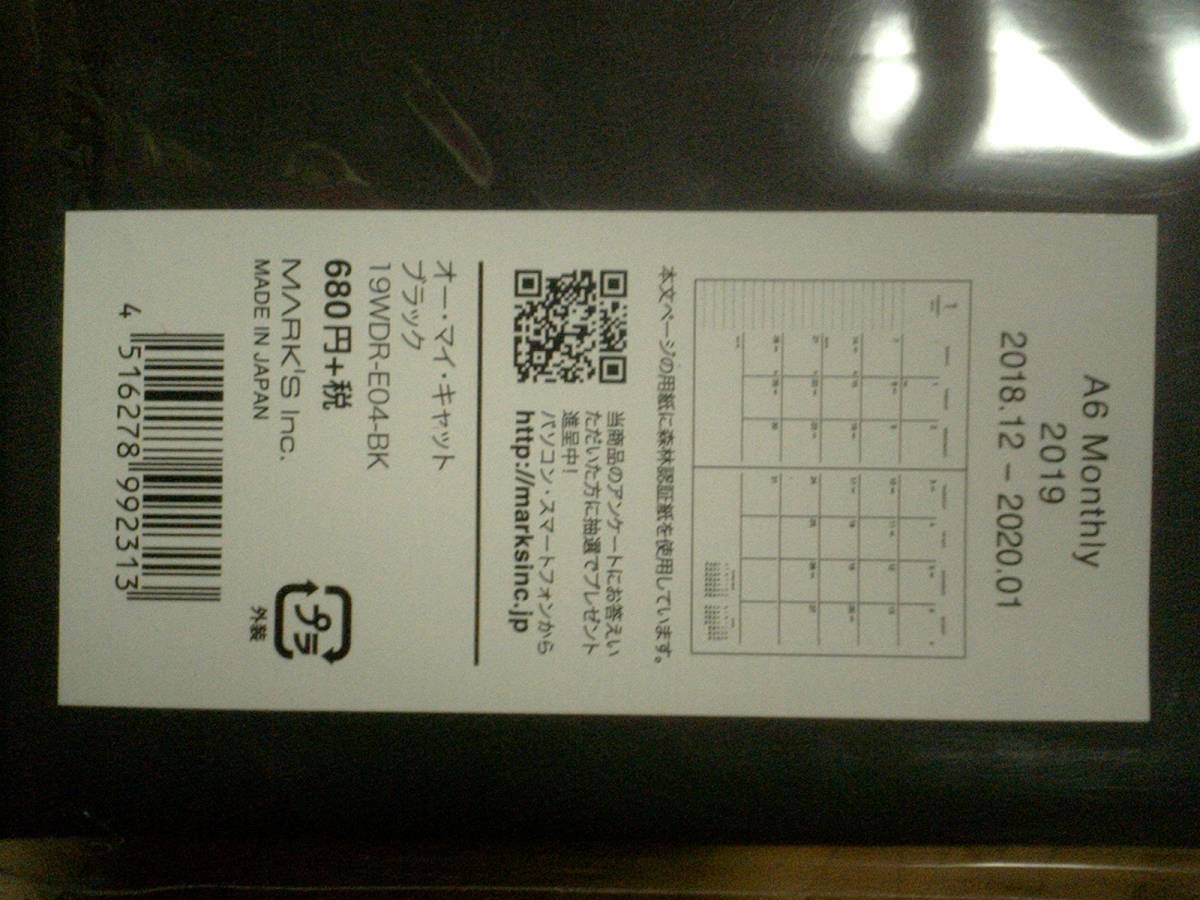 A6 Monthly
2019
2018.12 – 2020.01
1
本文ページの用紙に森林認証紙を使用しています。
当商品のアンケートにお答えい
ただいた方に抽選でプレゼント
進呈中!
パソコン・スマートフォンから
http://marksinc.jp
オー・マイ・キャット
ブラック
19WDR-E04-BK
680円+税
MARK'S Inc.
MADE IN JAPAN
プラ
外装
4 516278 992313